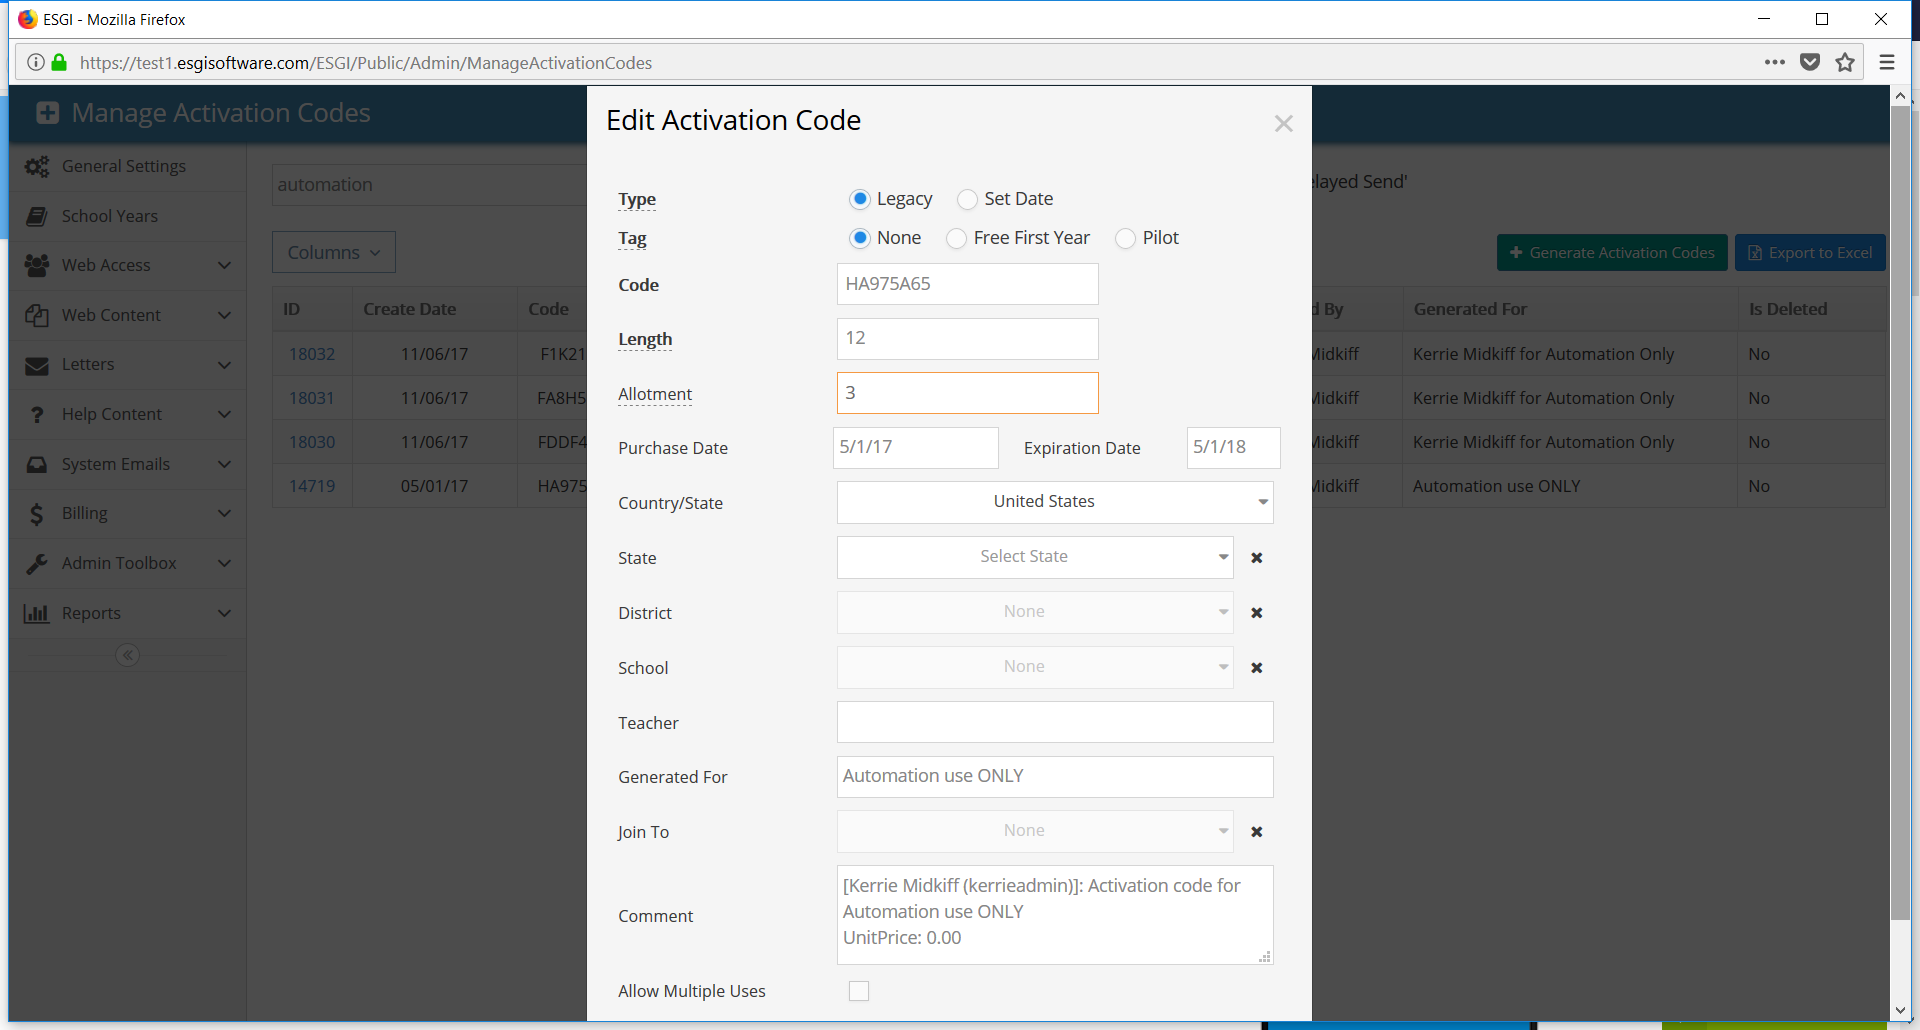 ESGI - Mozilla Firefox
https://test1.esgisoftware.com/ESGI/Public/Admin/ManageActivationCodes
Manage Activation Codes
General Settings
School Years
Web Access
Web Content
Letters
Help Content
System Emails
Billing
Admin Toolbox
Reports
automation
elayed Send'
Columns
Generate Activation Codes
Export to Excel
ID Create Date Code d By Generated For Is Deleted
18032 11/06/17 F1K21 Midkiff Kerrie Midkiff for Automation Only No
18031 11/06/17 FA8H5 Midkiff Kerrie Midkiff for Automation Only No
18030 11/06/17 FDDF4 Midkiff Kerrie Midkiff for Automation Only No
14719 05/01/17 HA975 Midkiff Automation use ONLY No
Edit Activation Code
Type Legacy Set Date
Tag None Free First Year Pilot
Code HA975A65
Length 12
Allotment 3
Purchase Date 5/1/17 Expiration Date 5/1/18
Country/State United States
State Select State
District None
School None
Teacher
Generated For Automation use ONLY
Join To None
Comment
[Kerrie Midkiff (kerrieadmin)]: Activation code for
Automation use ONLY
UnitPrice: 0.00
Allow Multiple Uses